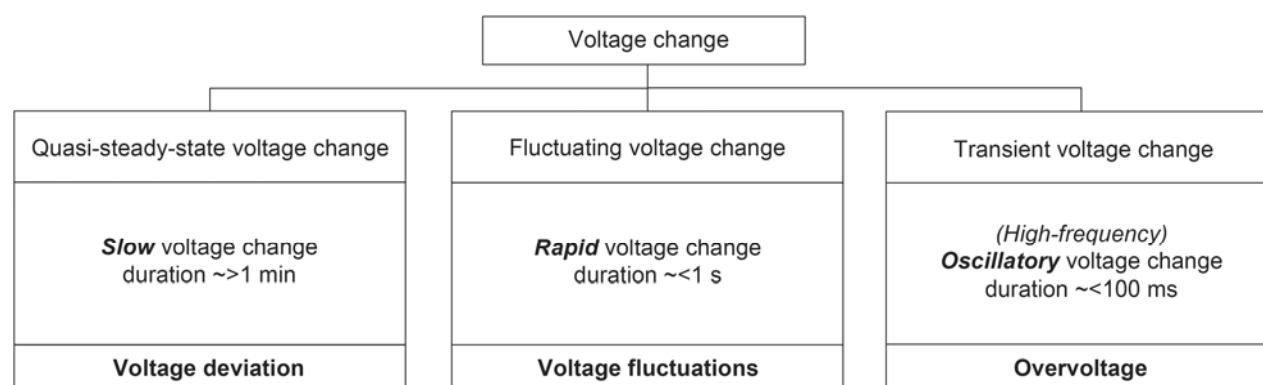 Voltage change
Quasi-steady-state voltage change
Slow voltage change
duration ~>1 min
Voltage deviation
Fluctuating voltage change
Rapid voltage change
duration ~<1 s
Voltage fluctuations
Transient voltage change
(High-frequency)
Oscillatory voltage change
duration ~<100 ms
Overvoltage